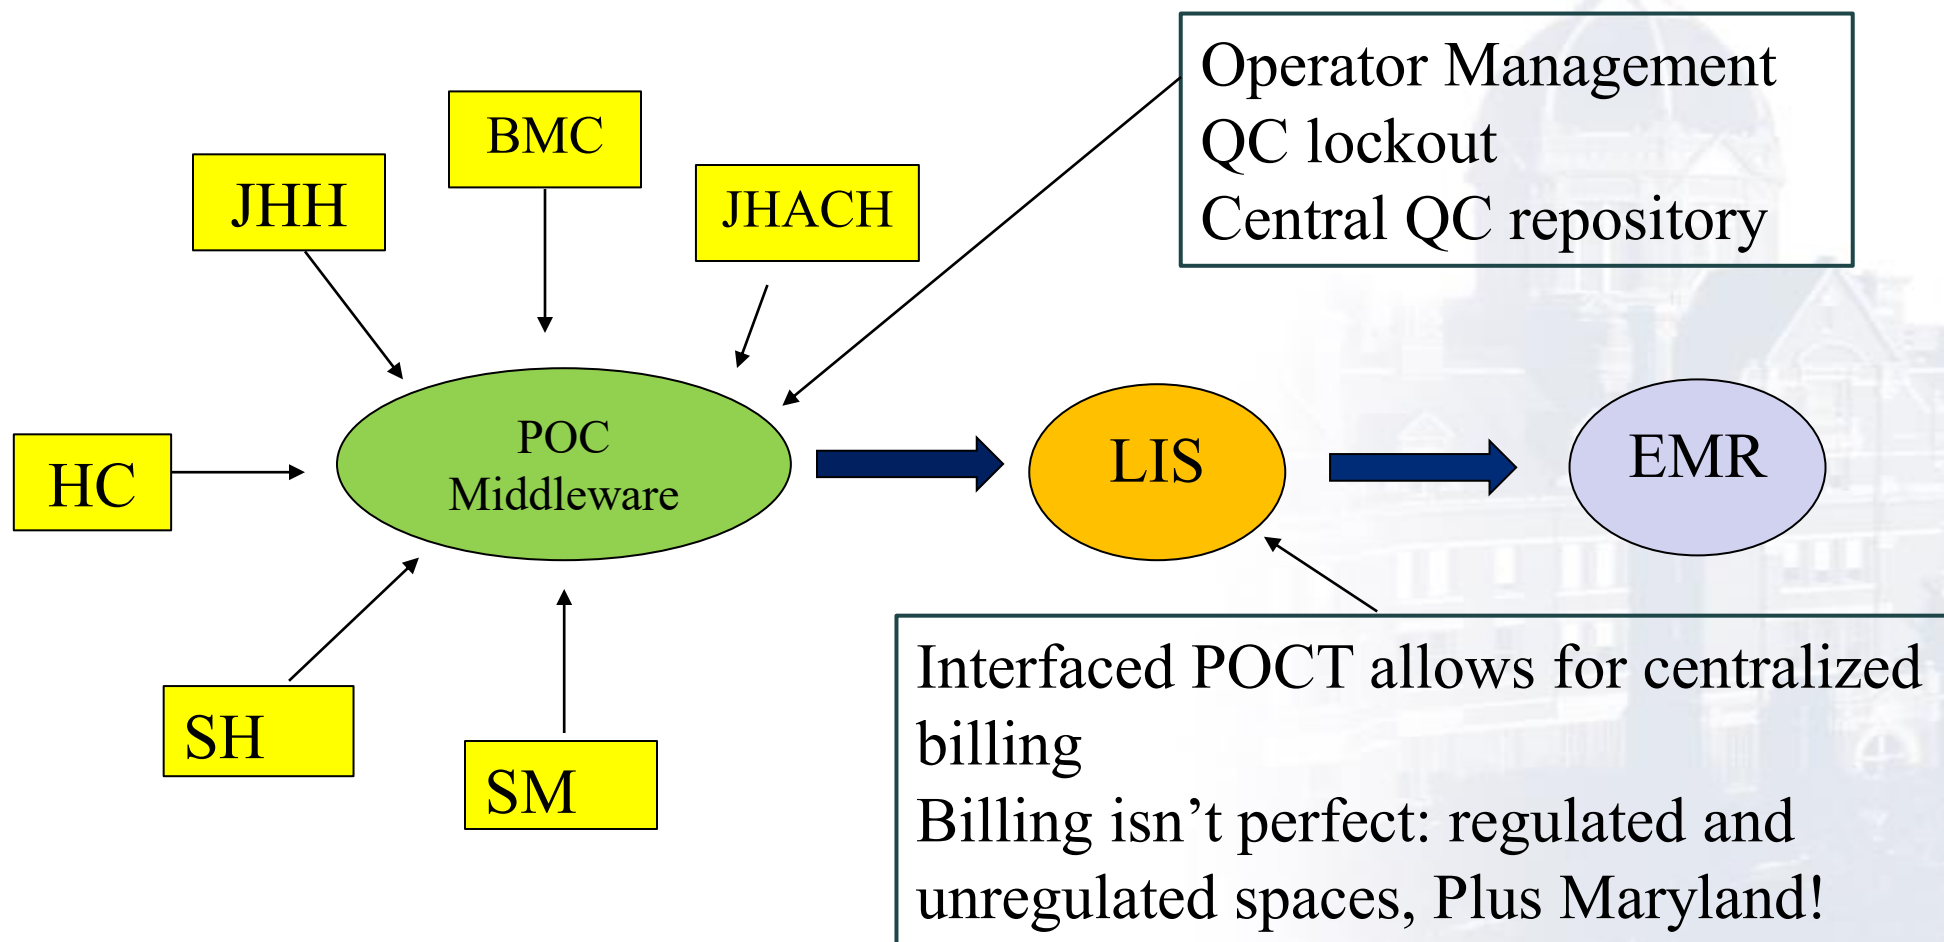 Operator Management
QC lockout
Central QC repository
BMC
JHH
JHACH
HC
POC
Middleware
LIS
EMR
SH
SM
Interfaced POCT allows for centralized
billing
Billing isn’t perfect: regulated and
unregulated spaces, Plus Maryland!